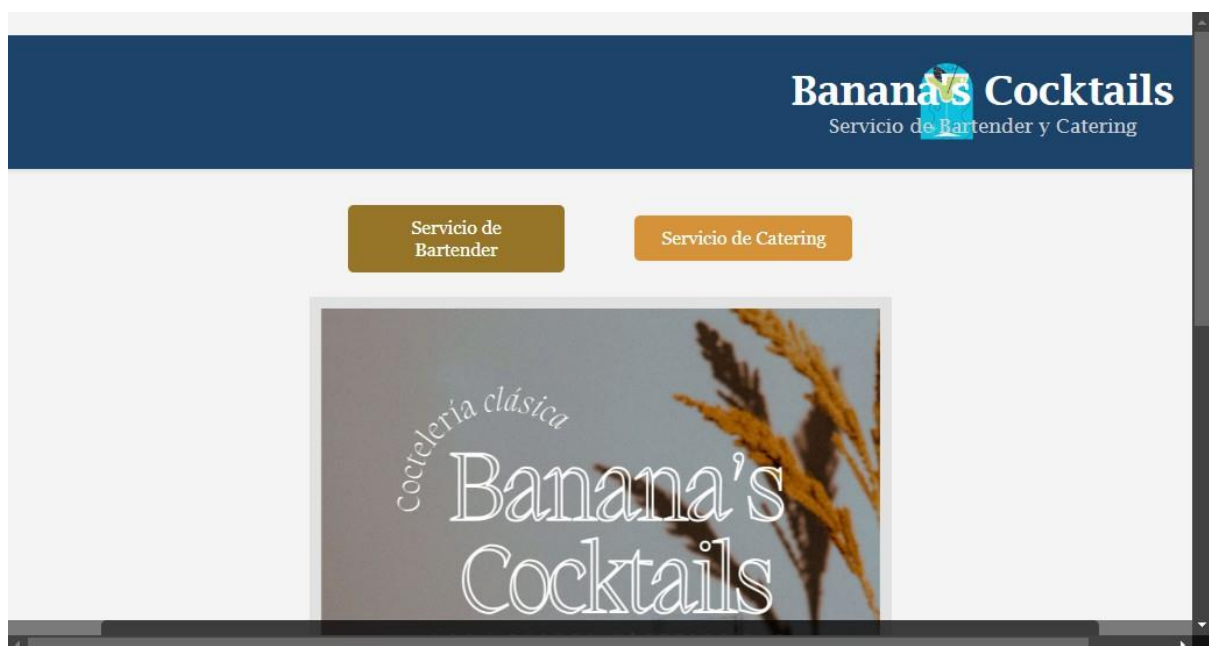 Banana's Cocktails
Servicio de Bartender y Catering
Servicio de
Bartender
Servicio de Catering
Coctelería clásica
Banana's
Cocktails